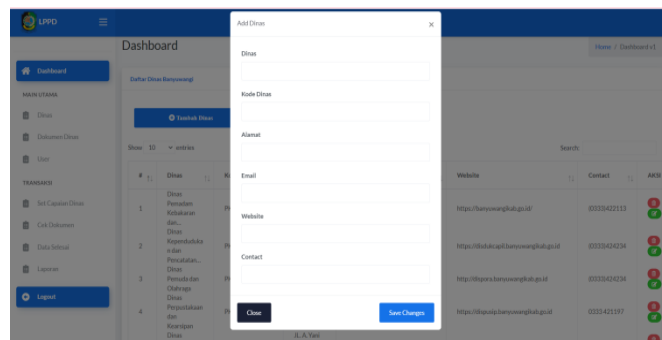 LPPD
Dashboard
Home / Dashboard v1
Dashboard
Daftar Dinas Banyuwangi
MAIN UTAMA
Dinas
Tambah Dinas
Dokumen Dinas
Show 10 entries
Search:
User
TRANSAKSI
# Dinas Website Contact AKSI
Set Capaian Dinas
Cek Dokumen
Data Selesai
Laporan
Logout
1 Dinas Pemadam Kebakaran dan... https://banyuwangikab.go.id/ (0333)422113
2 Dinas Kependuduka n dan Pencatatan... https://disdukcapil.banyuwangikab.go.id (0333)424234
3 Dinas Pemuda dan Olahraga http://dispora.banyuwangikab.go.id (0333)424234
4 Dinas Perpustakaan dan Kearsipan https://dispusip.banyuwangikab.go.id 0333 421197
Dinas JL. A Yani
Add Dinas ×
Dinas
Kode Dinas
Alamat
Email
Website
Contact
Close Save Changes